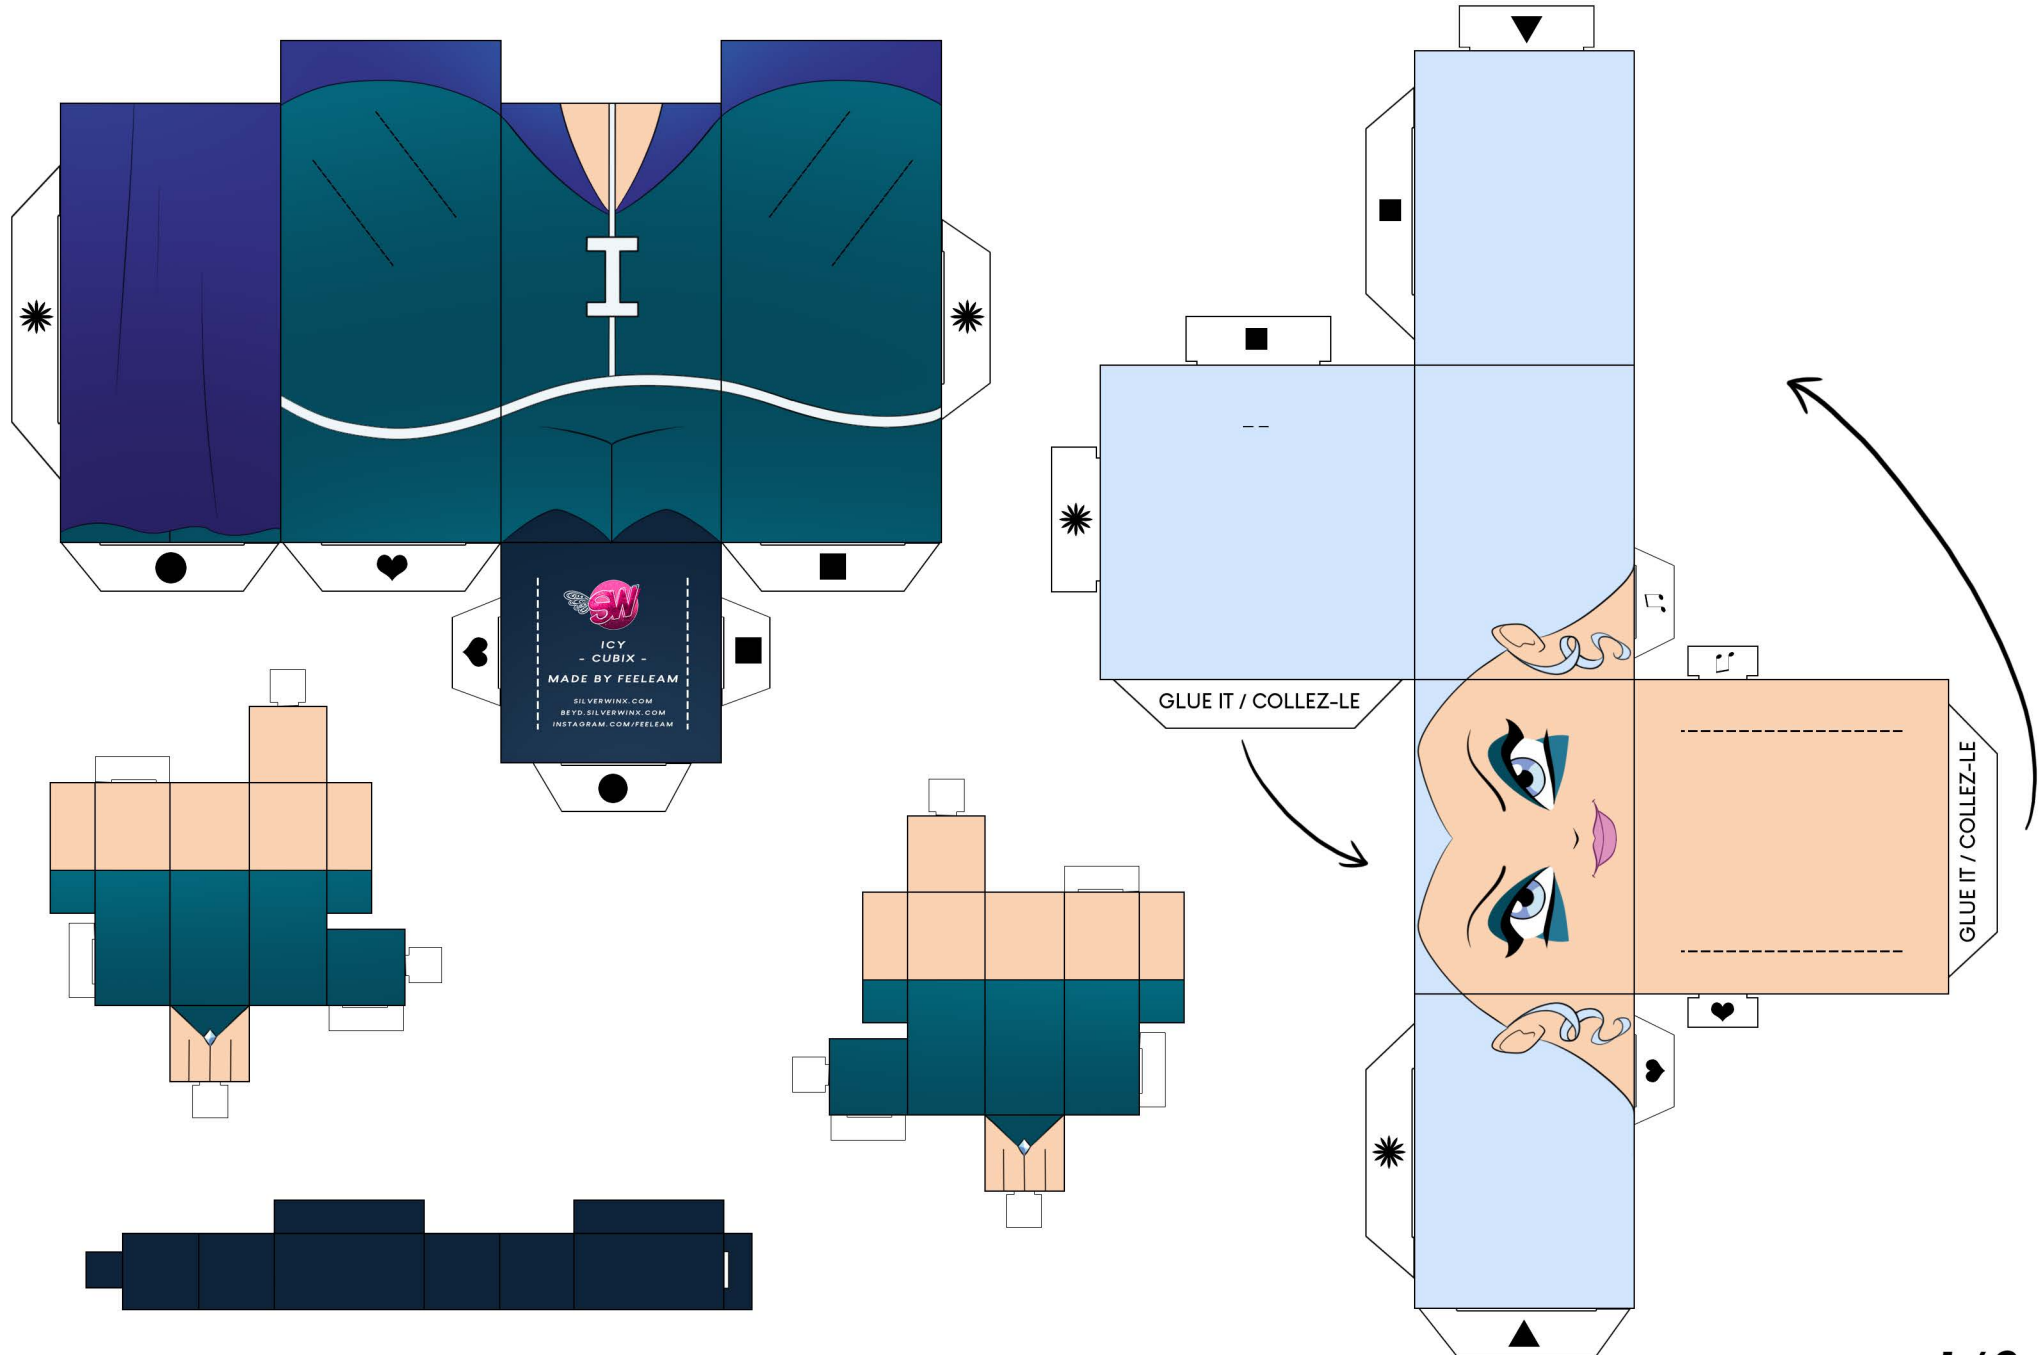 I
SW
ICY
- CUBIX -
MADE BY FEELEAM
SILVERWINX.COM
BEYD.SILVERWINX.COM
INSTAGRAM.COM/FEELEAM
GLUE IT / COLLEZ-LE
GLUE IT / COLLEZ-LE